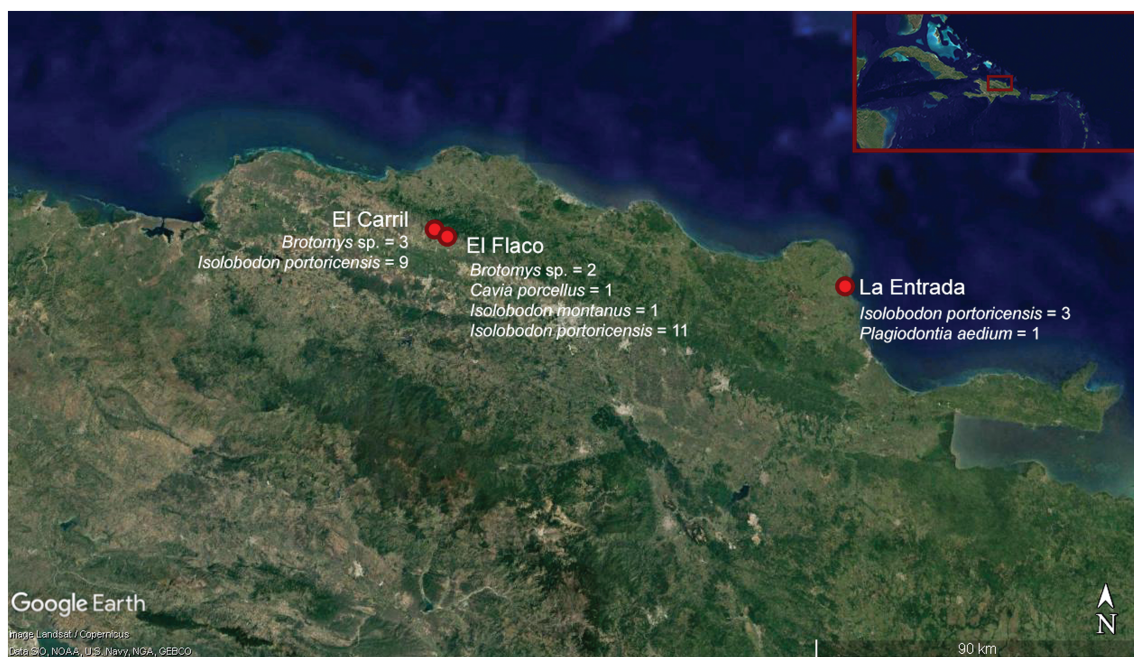 El Carril
Brotomys sp. = 3
Isolobodon portoricensis = 9
El Flaco
Brotomys sp. = 2
Cavia porcellus = 1
Isolobodon montanus = 1
Isolobodon portoricensis = 11
La Entrada
Isolobodon portoricensis = 3
Plagiodontia aedium = 1
Google Earth
Image Landsat / Copernicus
Data SIO, NOAA, U.S. Navy, NGA, GEBCO
N
90 km